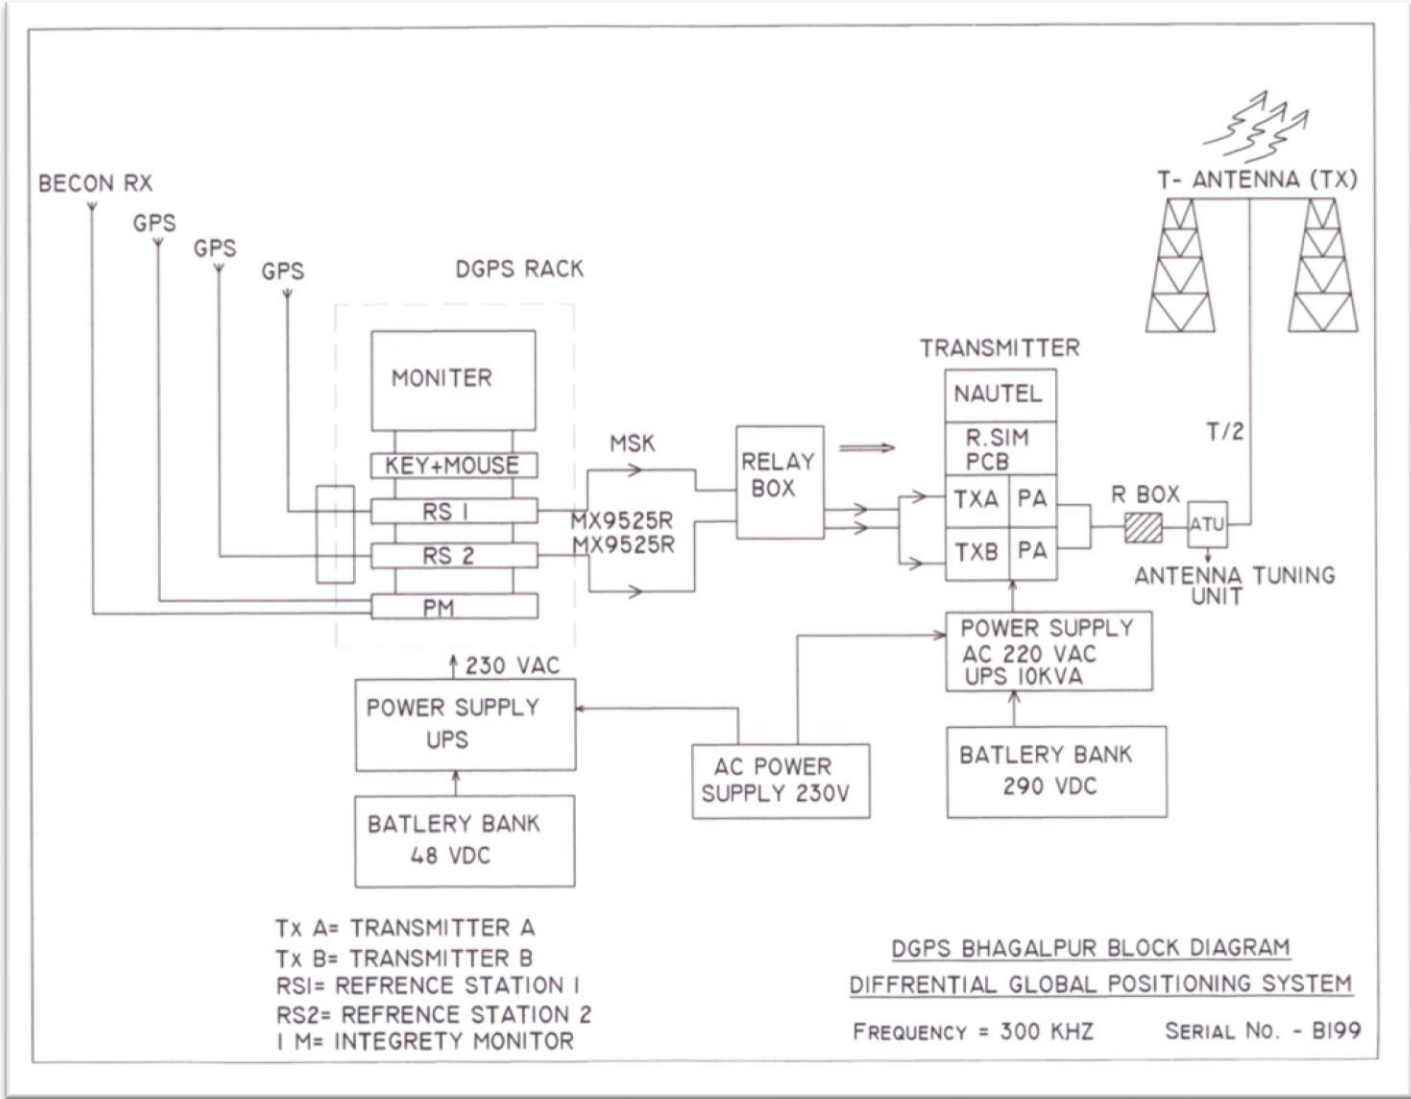 T- ANTENNA (TX)
BECON RX
GPS
GPS
GPS
DGPS RACK
MONITER
KEY+MOUSE
RS 1
RS 2
PM
MSK
MX9525R
MX9525R
RELAY
BOX
TRANSMITTER
NAUTEL
R.SIM
PCB
TXA
PA
TXB
PA
R BOX
T/2
ATU
ANTENNA TUNING
UNIT
230 VAC
POWER SUPPLY
UPS
BATLERY BANK
48 VDC
AC POWER
SUPPLY 230V
POWER SUPPLY
AC 220 VAC
UPS 10KVA
BATLERY BANK
290 VDC
Tx A= TRANSMITTER A
Tx B= TRANSMITTER B
RS1= REFRENCE STATION 1
RS2= REFRENCE STATION 2
I M= INTEGRETY MONITOR
DGPS BHAGALPUR BLOCK DIAGRAM
DIFFRENTIAL GLOBAL POSITIONING SYSTEM
FREQUENCY = 300 KHZ SERIAL NO. - B199